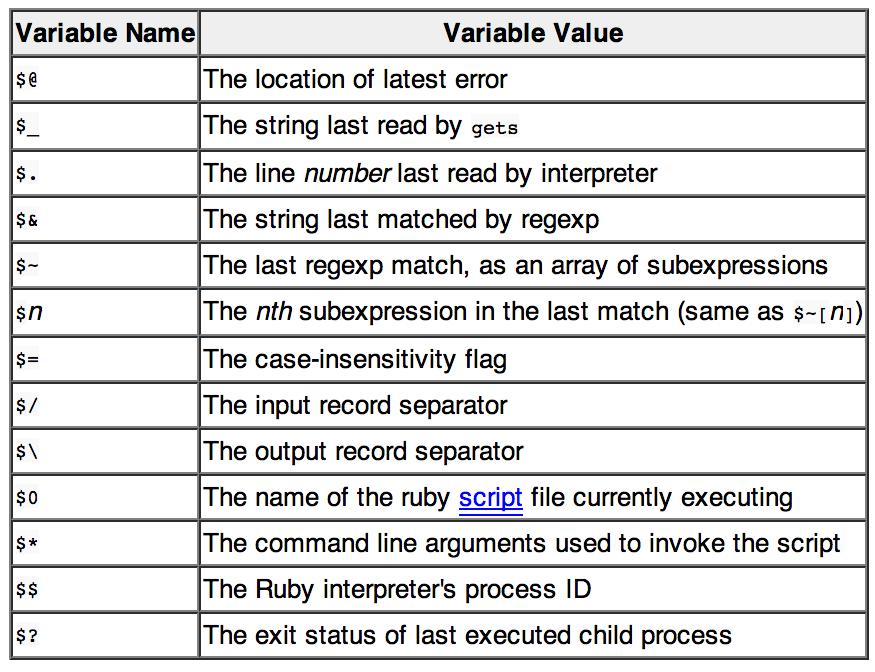 Variable Name Variable Value
$@ The location of latest error
$_ The string last read by gets
$. The line number last read by interpreter
$& The string last matched by regexp
$~ The last regexp match, as an array of subexpressions
$n The nth subexpression in the last match (same as $~[n])
$= The case-insensitivity flag
$/ The input record separator
$\ The output record separator
$0 The name of the ruby script file currently executing
$* The command line arguments used to invoke the script
$$ The Ruby interpreter's process ID
$? The exit status of last executed child process